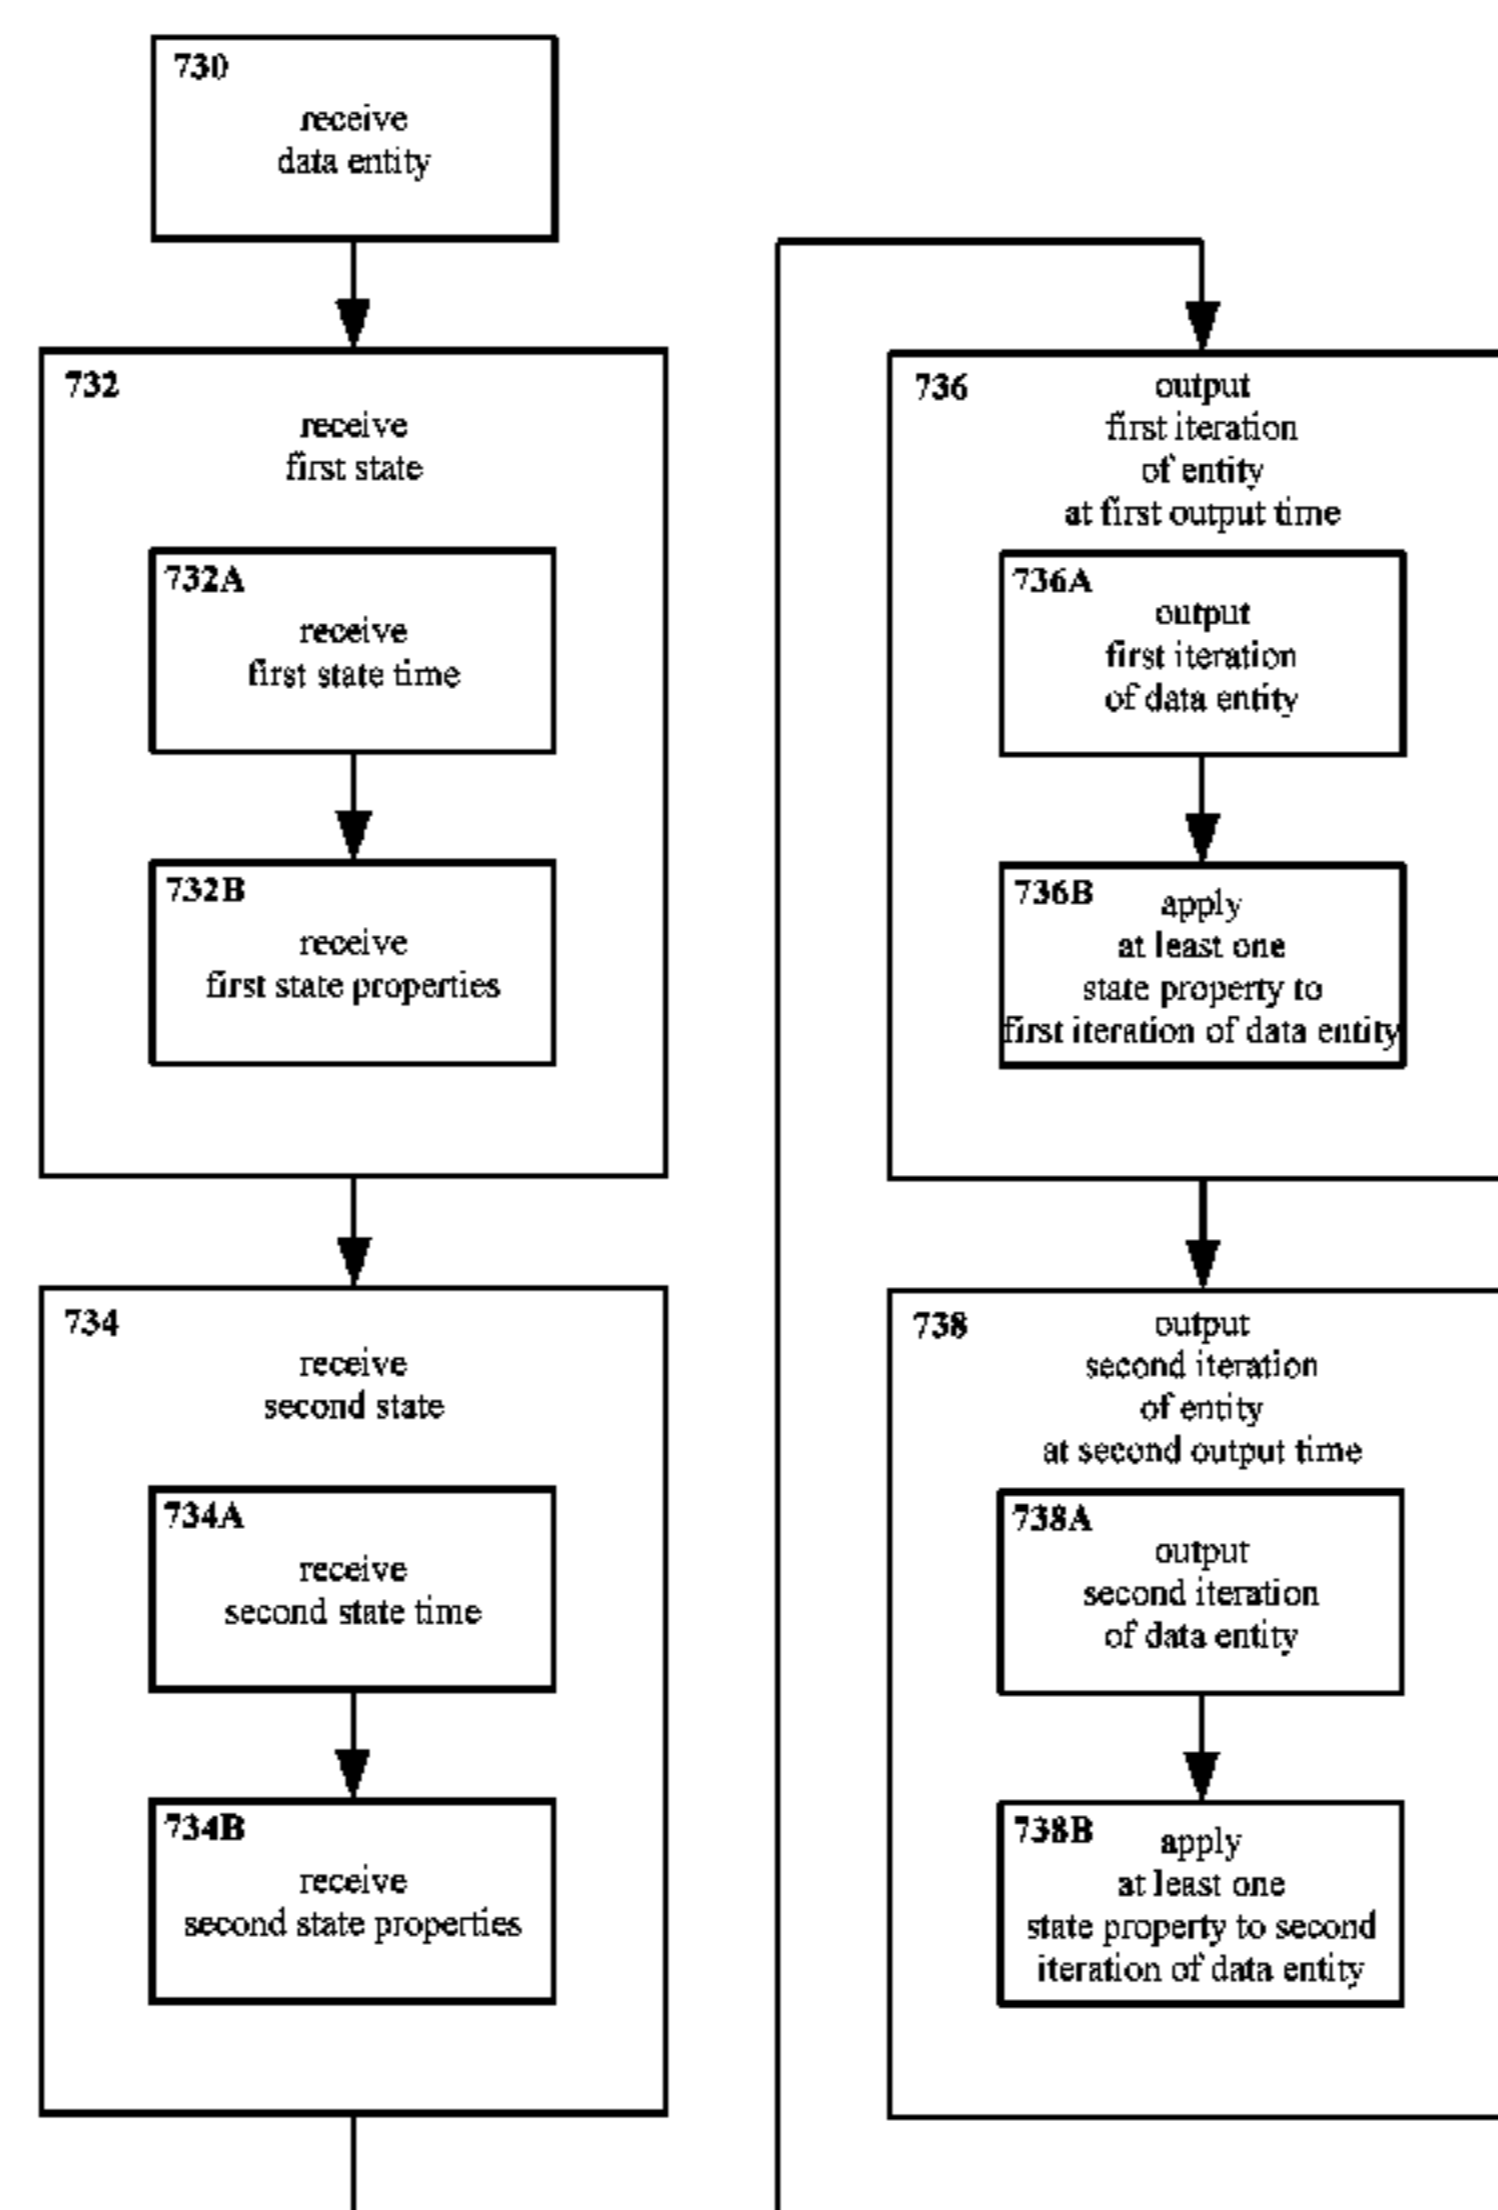 730
receive
data entity
732
receive
first state
732A
receive
first state time
732B
receive
first state properties
734
receive
second state
734A
receive
second state time
734B
receive
second state properties
736
output
first iteration
of entity
at first output time
736A
output
first iteration
of data entity
736B
apply
at least one
state property to
first iteration of data entity
738
output
second iteration
of entity
at second output time
738A
output
second iteration
of data entity
738B
apply
at least one
state property to second
iteration of data entity